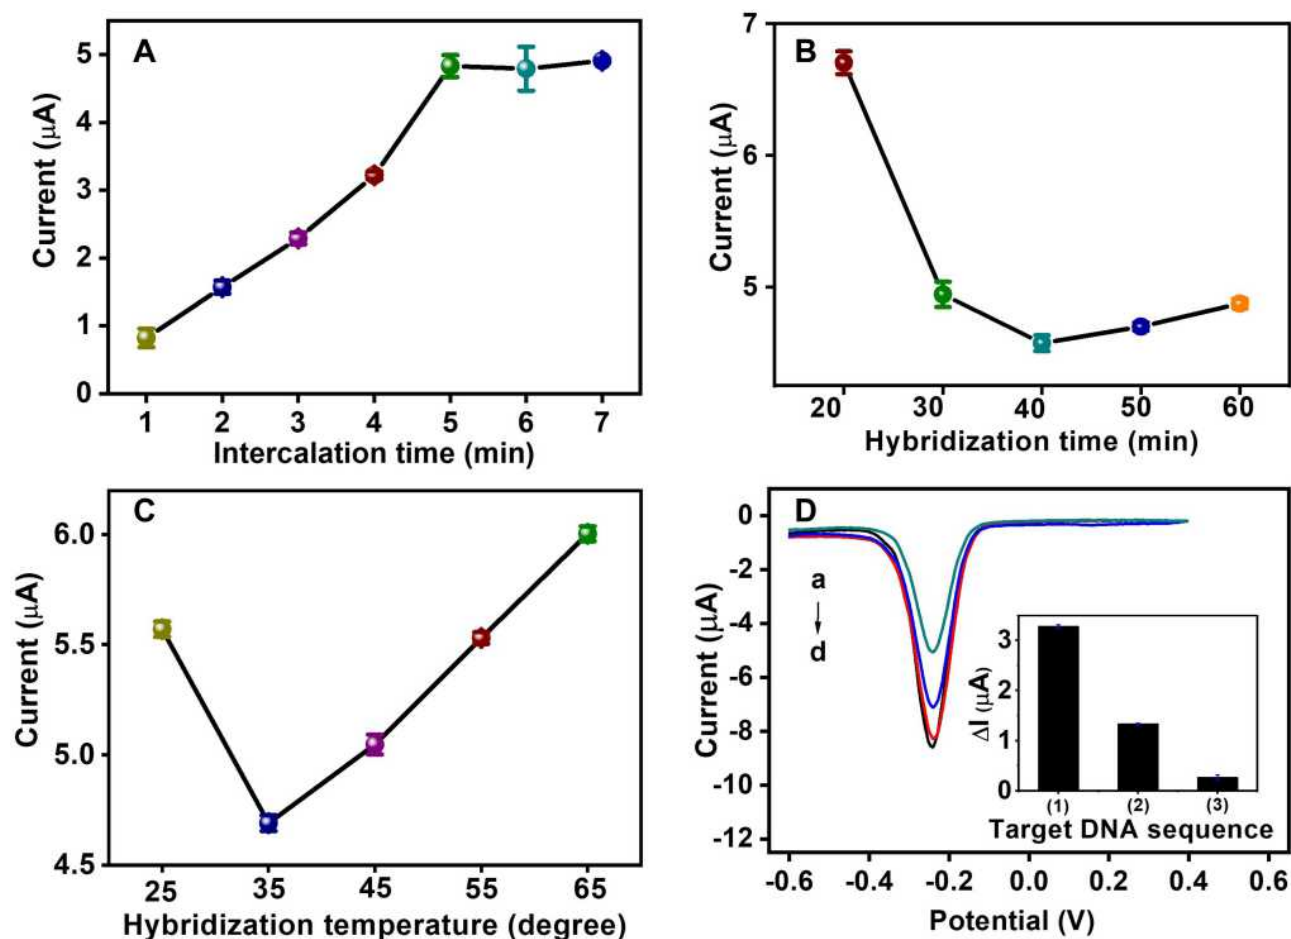 A
Current (μA)
5
4
3
2
1
0
1 2 3 4 5 6 7
Intercalation time (min)
B
Current (μA)
7
6
5
20 30 40 50 60
Hybridization time (min)
C
Current (μA)
6.0
5.5
5.0
4.5
25 35 45 55 65
Hybridization temperature (degree)
D
Current (μA)
0
-2
-4
-6
-8
-10
-12
a
d
ΔI (μA)
3
2
1
0
(1) (2) (3)
Target DNA sequence
-0.6 -0.4 -0.2 0.0 0.2 0.4 0.6
Potential (V)